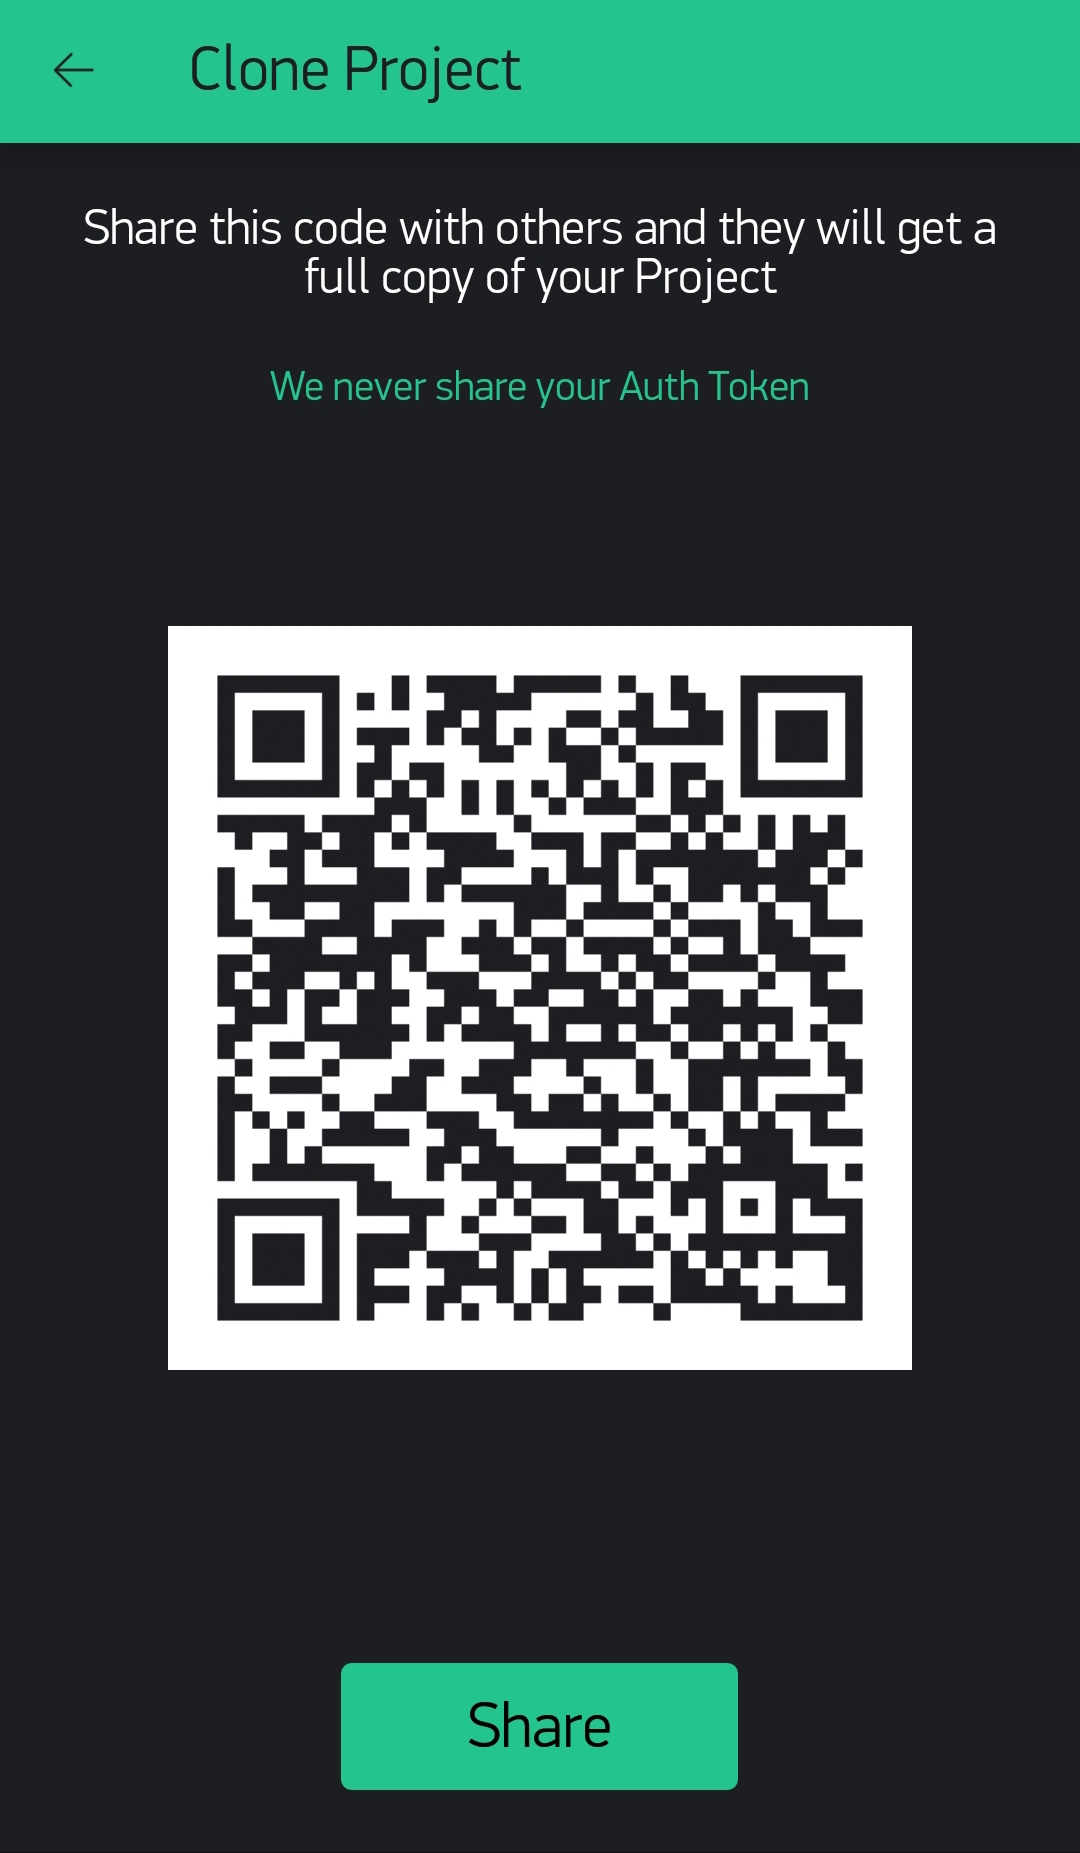 Clone Project
Share this code with others and they will get a
full copy of your Project
We never share your Auth Token
Share